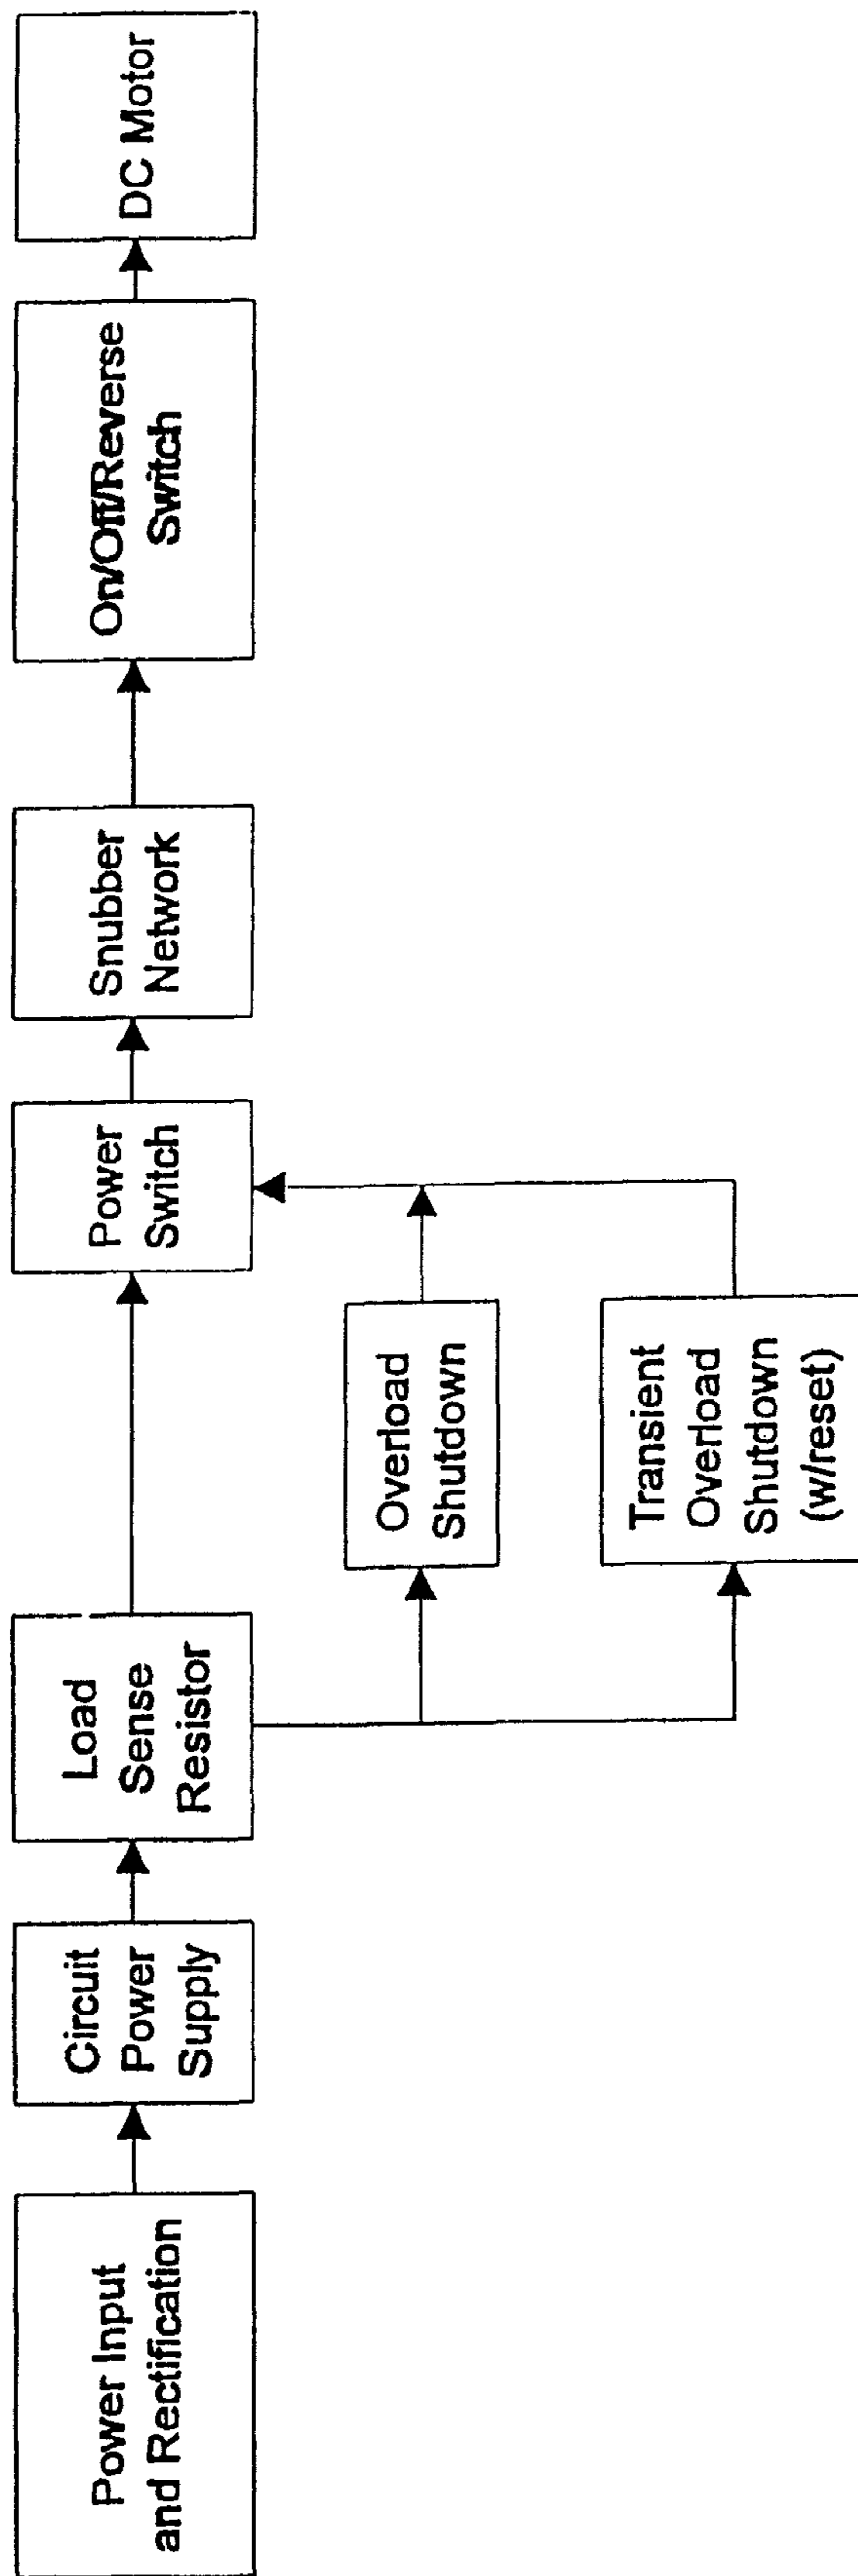 Power Input
and Rectification
Circuit
Power
Supply
Load
Sense
Resistor
Power
Switch
Snubber
Network
On/Off/Reverse
Switch
DC Motor
Overload
Shutdown
Transient
Overload
Shutdown
(w/reset)